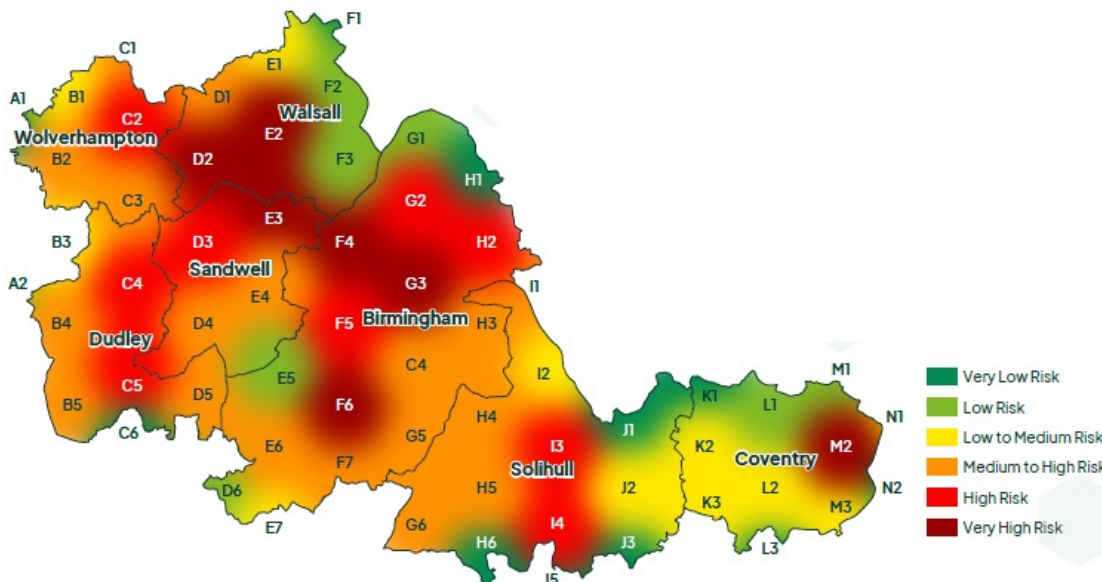 F1
C1
E1
A1
B1
D1
F2
C2
Walsall
Wolverhampton
E2
G1
B2
D2
F3
H1
C3
G2
E3
B3
D3
F4
H2
Sandwell
A2
C4
G3
I1
E4
B4
D4
F5
Birmingham
H3
Dudley
C4
I2
M1
C5
E5
K1
L1
Very Low Risk
B5
D5
F6
H4
N1
Low Risk
C6
G5
J1
E6
I3
K2
M2
Low to Medium Risk
F7
Solihull
Coventry
Medium to High Risk
D6
H5
J2
L2
N2
High Risk
E7
K3
M3
G6
I4
Very High Risk
H6
J3
L3
I5